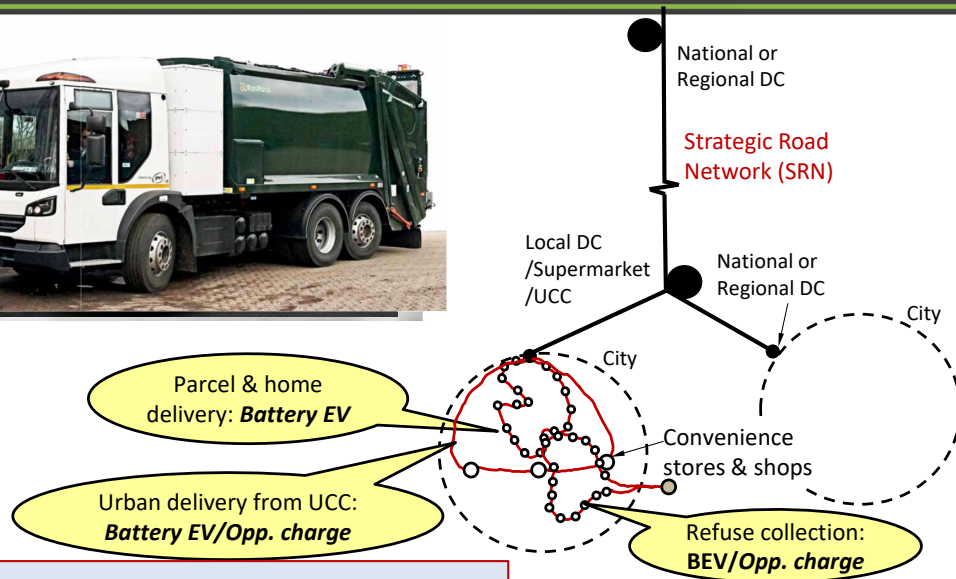 National or
Regional DC
Strategic Road
Network (SRN)
Local DC
/Supermarket
/UCC
National or
Regional DC
City
City
Parcel & home
delivery: Battery EV
Convenience
stores & shops
Urban delivery from UCC:
Battery EV/Opp. charge
Refuse collection:
BEV/Opp. charge